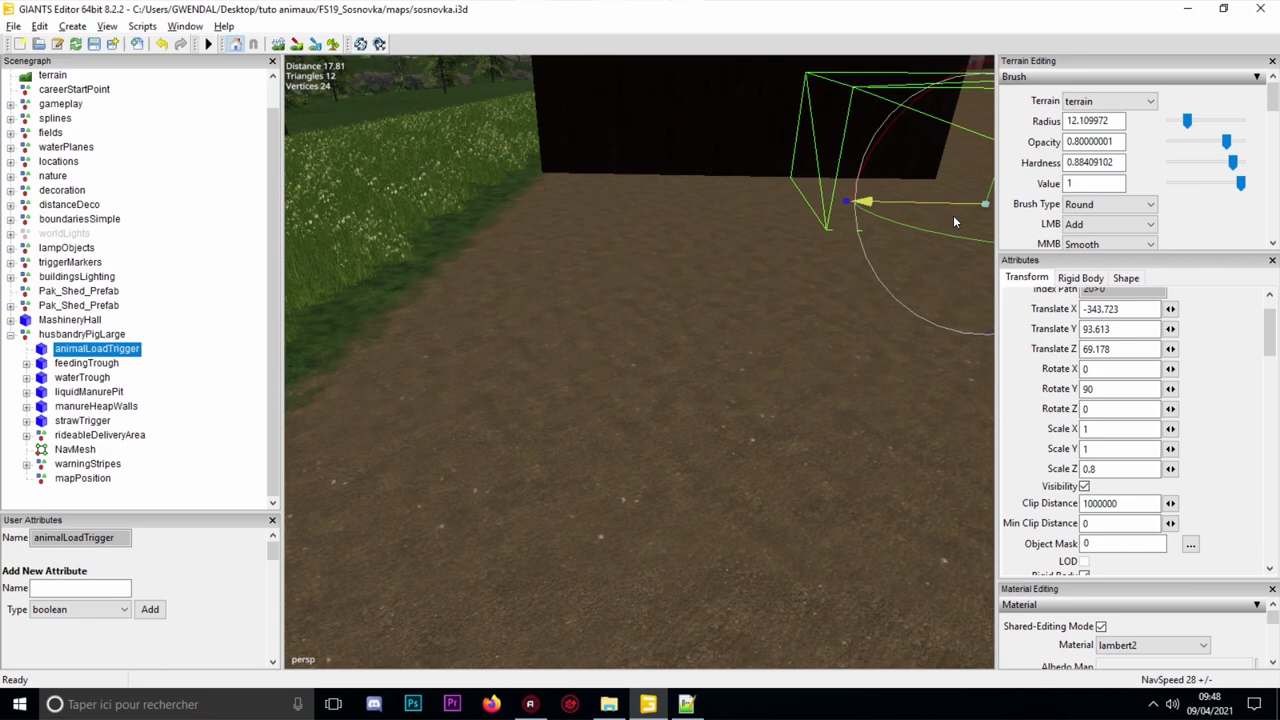 GIANTS Editor 64bit 8.2.2 - C:/Users/GWENDAL/Desktop/tuto animaux/FS19_Sosnovka/maps/sosnovka.i3d
File Edit Create View Scripts Window Help
Scenegraph
terrain
careerStartPoint
gameplay
splines
fields
waterPlanes
locations
nature
decoration
distanceDeco
boundariesSimple
worldLights
lampObjects
triggerMarkers
buildingsLighting
Pak_Shed_Prefab
Pak_Shed_Prefab
MachineryHall
husbandryPigLarge
animalLoadTrigger
feedingTrough
waterTrough
liquidManurePit
manureHeapWalls
strawTrigger
rideableDeliveryArea
NavMesh
warningStripes
mapPosition
User Attributes
Name animalLoadTrigger
Add New Attribute
Name
Type boolean Add
Ready
Distance 17.81
Triangles 12
Vertices 24
persp
Terrain Editing
Brush
Terrain terrain
Radius 12.109972
Opacity 0.80000001
Hardness 0.88409102
Value 1
Brush Type Round
LMB Add
MMB Smooth
Attributes
Transform Rigid Body Shape
Index Path 20>0
Translate X -343.723
Translate Y 93.613
Translate Z 69.178
Rotate X 0
Rotate Y 90
Rotate Z 0
Scale X 1
Scale Y 1
Scale Z 0.8
Visibility
Clip Distance 1000000
Min Clip Distance 0
Object Mask 0 ...
LOD
Rigid Body
Material Editing
Material
Shared-Editing Mode
Material lambert2
Albedo Map
NavSpeed 28 +/-
Taper ici pour rechercher
09:48
09/04/2021